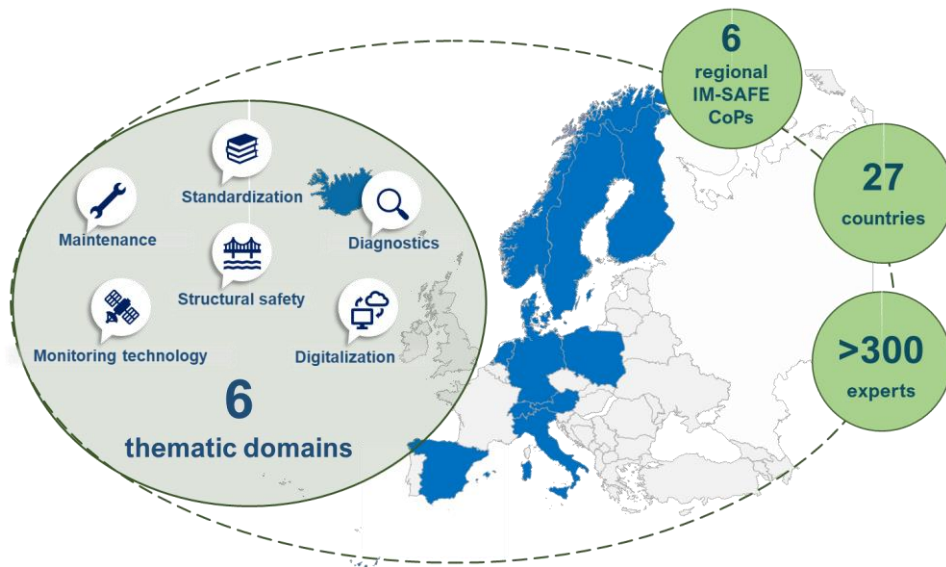 6
regional
IM-SAFE
CoPs
27
countries
>300
experts
Standardization
Maintenance
Diagnostics
Structural safety
Monitoring technology
Digitalization
6
thematic domains